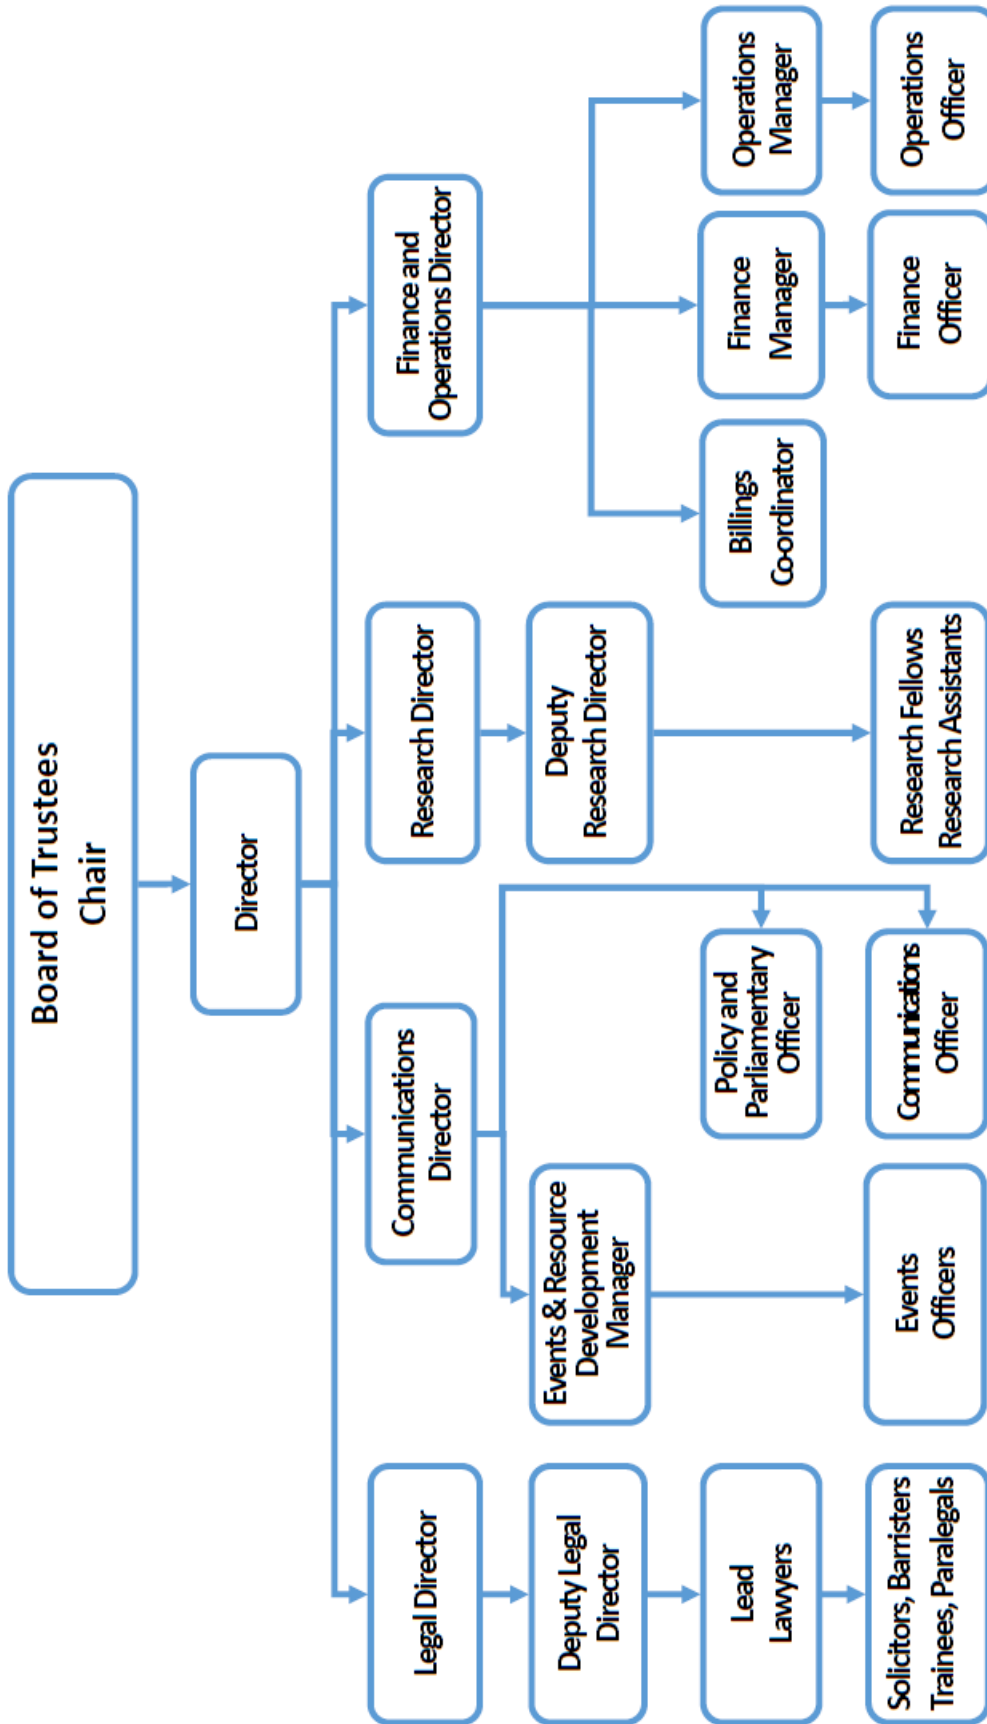 Board of Trustees
Chair
Director
Legal Director
Communications
Director
Research Director
Finance and
Operations Director
Deputy Legal
Director
Events & Resource
Development
Manager
Deputy
Research Director
Lead
Lawyers
Policy and
Parliamentary
Officer
Billings
Co-ordinator
Finance
Manager
Operations
Manager
Solicitors, Barristers
Trainees, Paralegals
Events
Officers
Communications
Officer
Research Fellows
Research Assistants
Finance
Officer
Operations
Officer